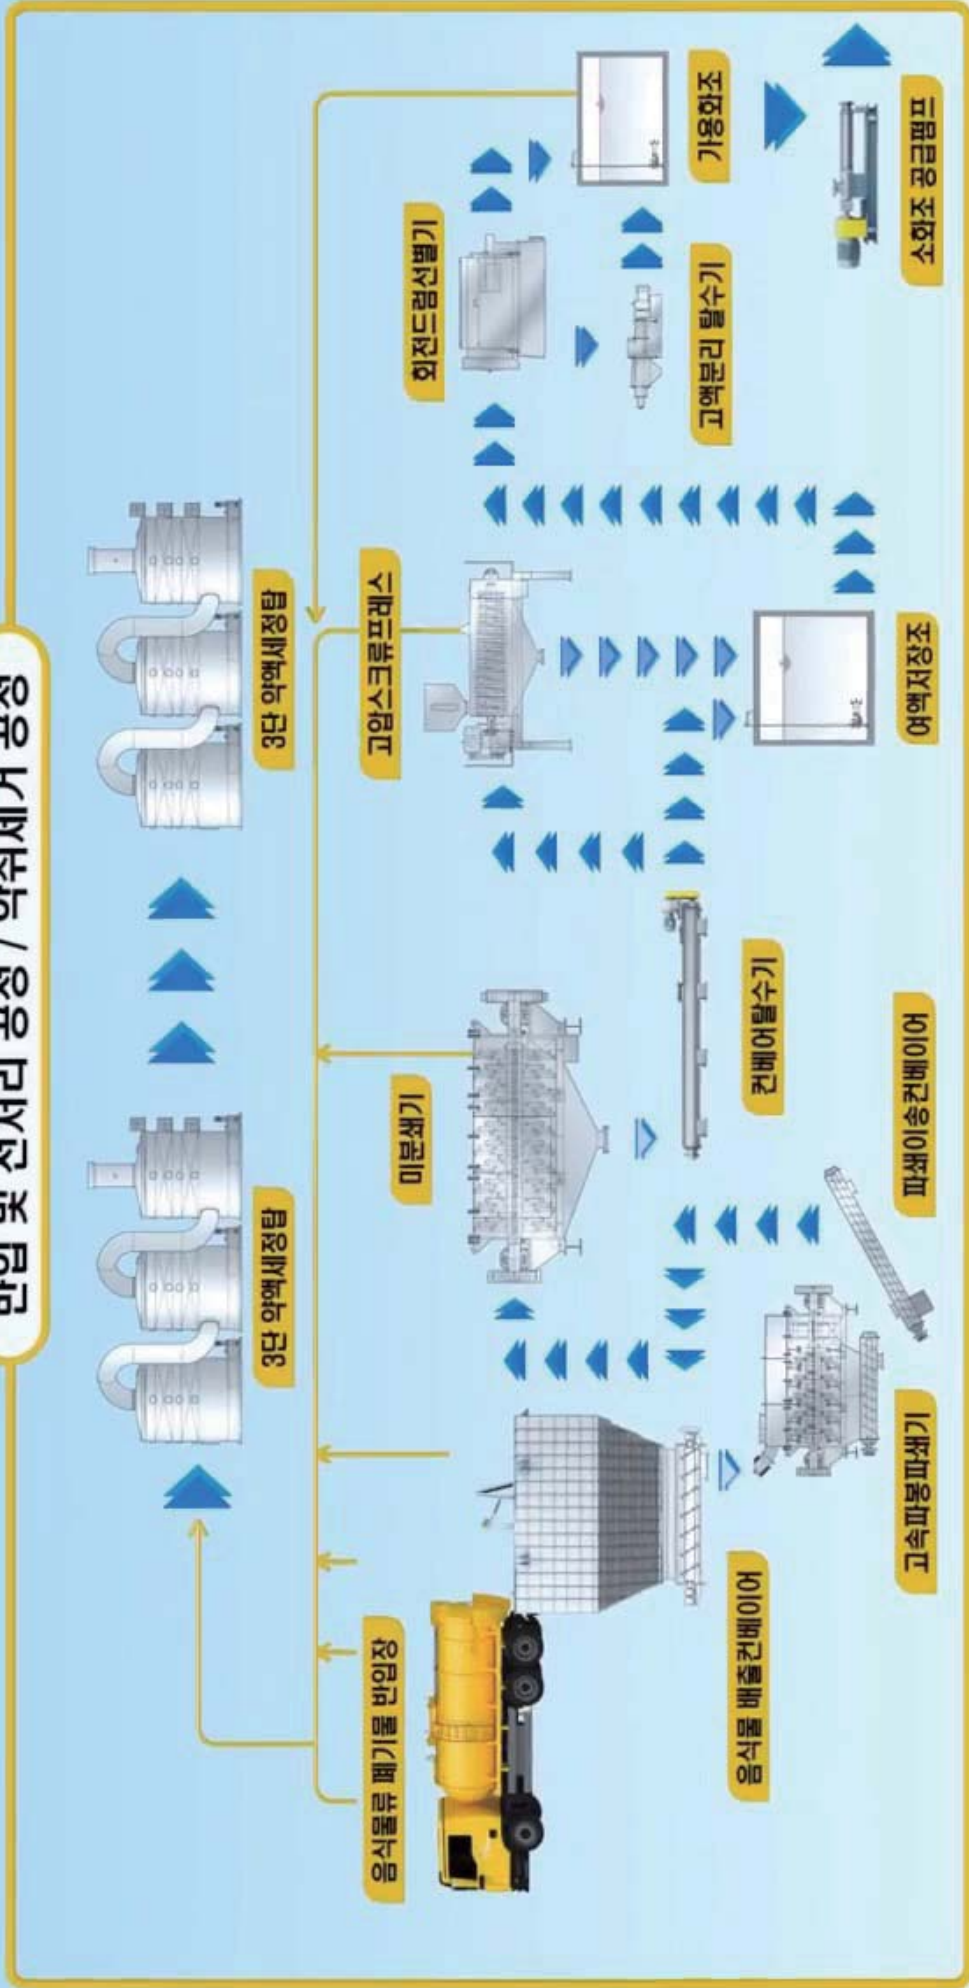 반입 및 전처리 공정 / 악취제거 공정
3단 약액세정탑
3단 약액세정탑
음식물류 폐기물 반입장
미분쇄기
고압스크류프레스
회전드럼선별기
가용화조
고액분리 탈수기
음식물 배출컨베이어
컨베어탈수기
고속파봉파쇄기
파쇄이송컨베이어
여액저장조
소화조 공급펌프